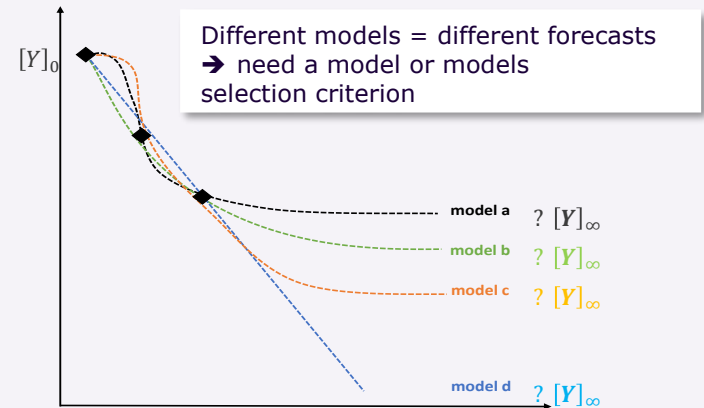 Different models = different forecasts
➔ need a model or models
selection criterion
[Y]₀
model a ? [Y]∞
model b ? [Y]∞
model c ? [Y]∞
model d ? [Y]∞